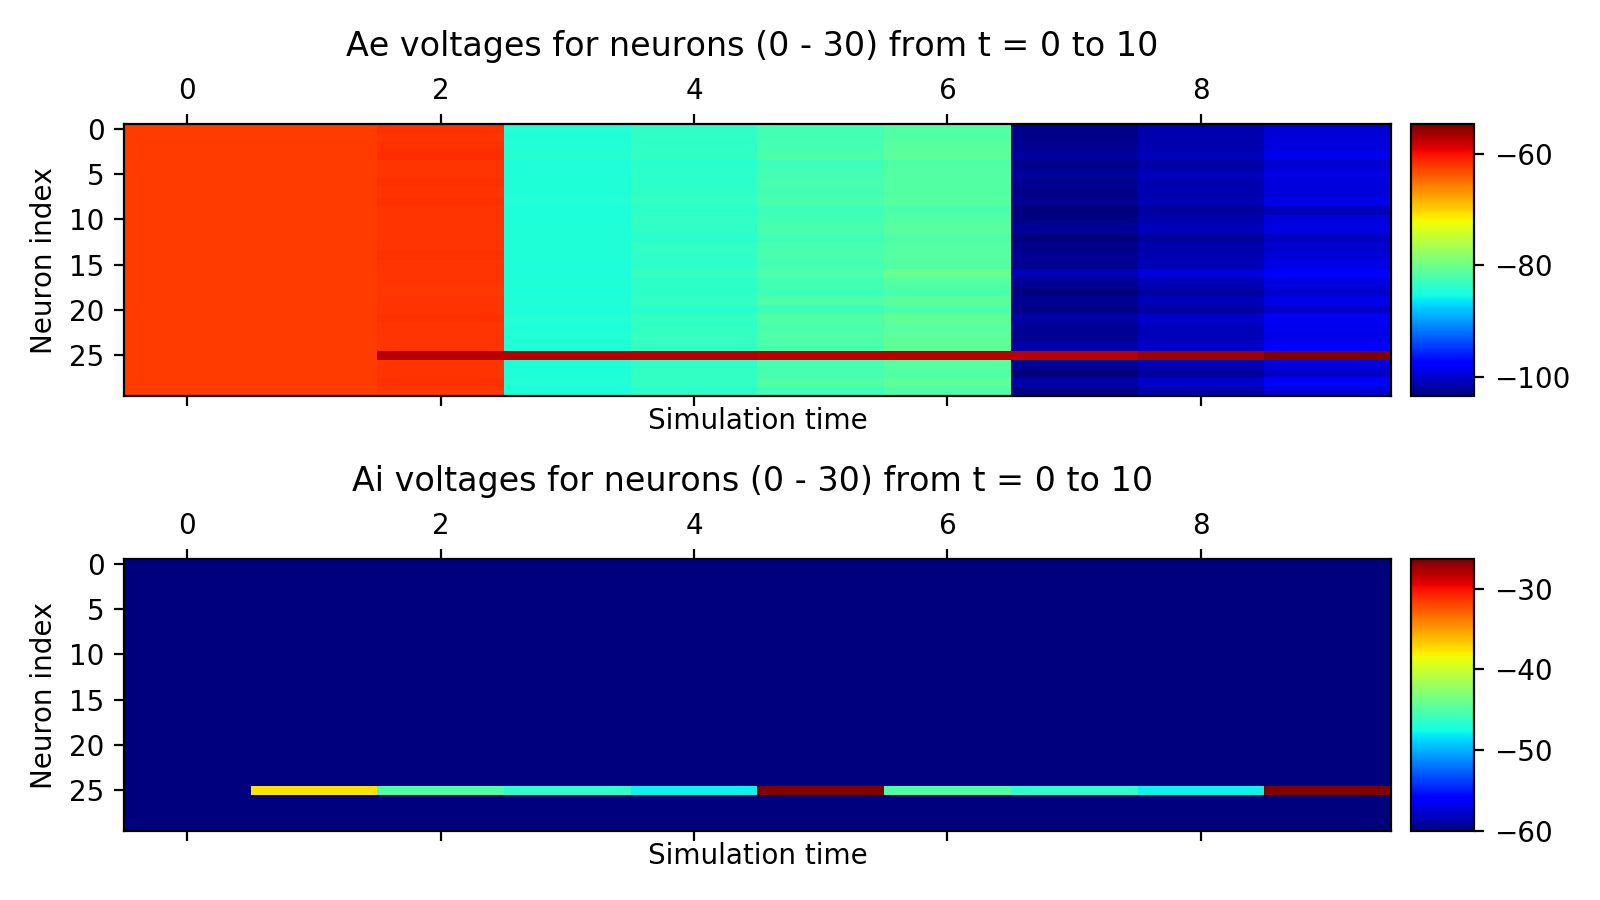 Ae voltages for neurons (0 - 30) from t = 0 to 10
0 2 4 6 8
0
5
10
15
20
25
Neuron index
Simulation time
−60
−80
−100
Ai voltages for neurons (0 - 30) from t = 0 to 10
0 2 4 6 8
0
5
10
15
20
25
Neuron index
Simulation time
−30
−40
−50
−60